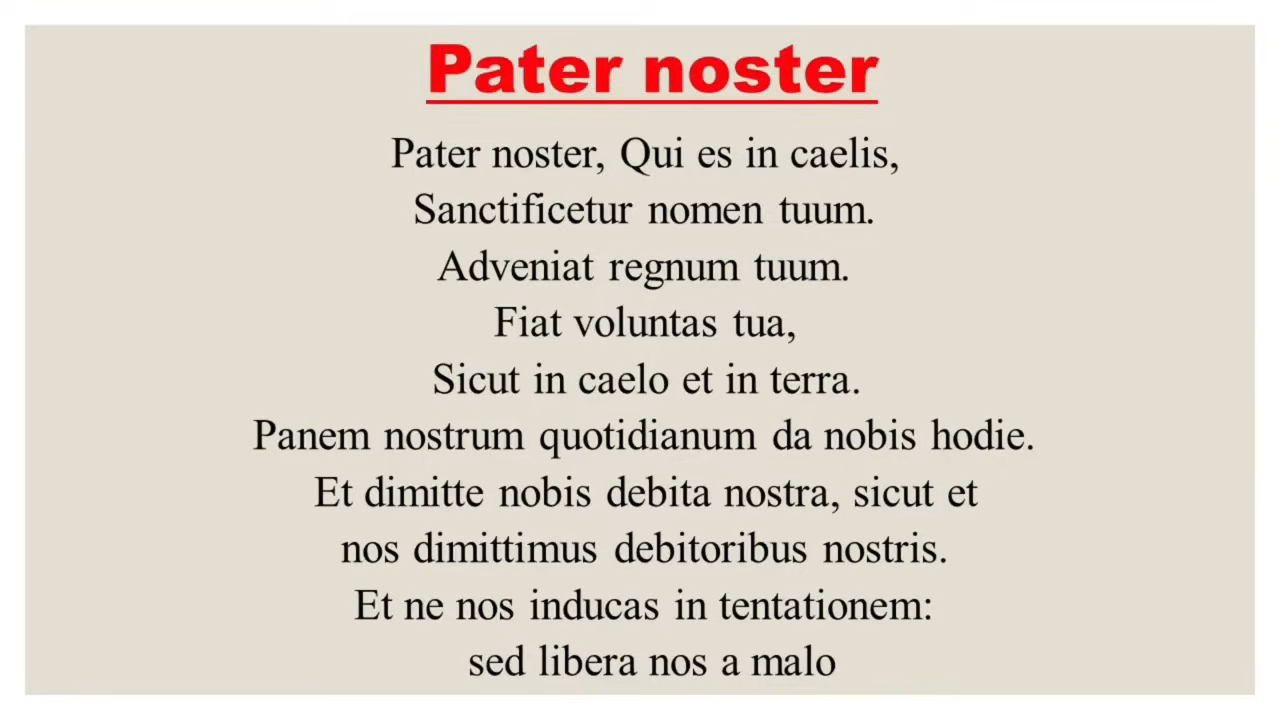 Pater noster
Pater noster, Qui es in caelis,
Sanctificetur nomen tuum.
Adveniat regnum tuum.
Fiat voluntas tua,
Sicut in caelo et in terra.
Panem nostrum quotidianum da nobis hodie.
Et dimitte nobis debita nostra, sicut et
nos dimittimus debitoribus nostris.
Et ne nos inducas in tentationem:
sed libera nos a malo